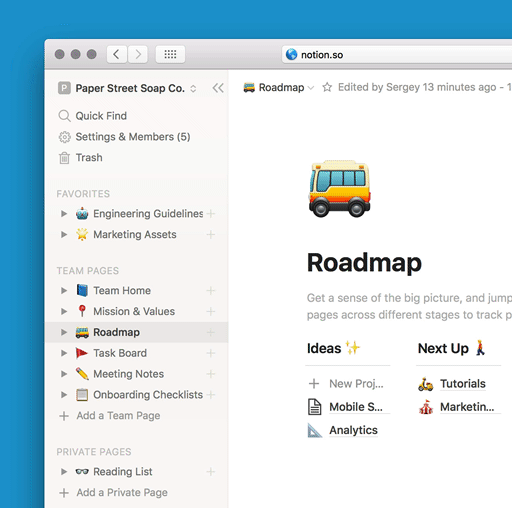 notion.so
P Paper Street Soap Co.
Roadmap
Edited by Sergey 13 minutes ago - 1
Quick Find
Settings & Members (5)
Trash
FAVORITES
Engineering Guidelines
Marketing Assets
TEAM PAGES
Team Home
Mission & Values
Roadmap
Task Board
Meeting Notes
Onboarding Checklists
Add a Team Page
PRIVATE PAGES
Reading List
Add a Private Page
Roadmap
Get a sense of the big picture, and jump
pages across different stages to track p
Ideas ✨
New Proj...
Mobile S...
Analytics
Next Up 🚶
Tutorials
Marketin...